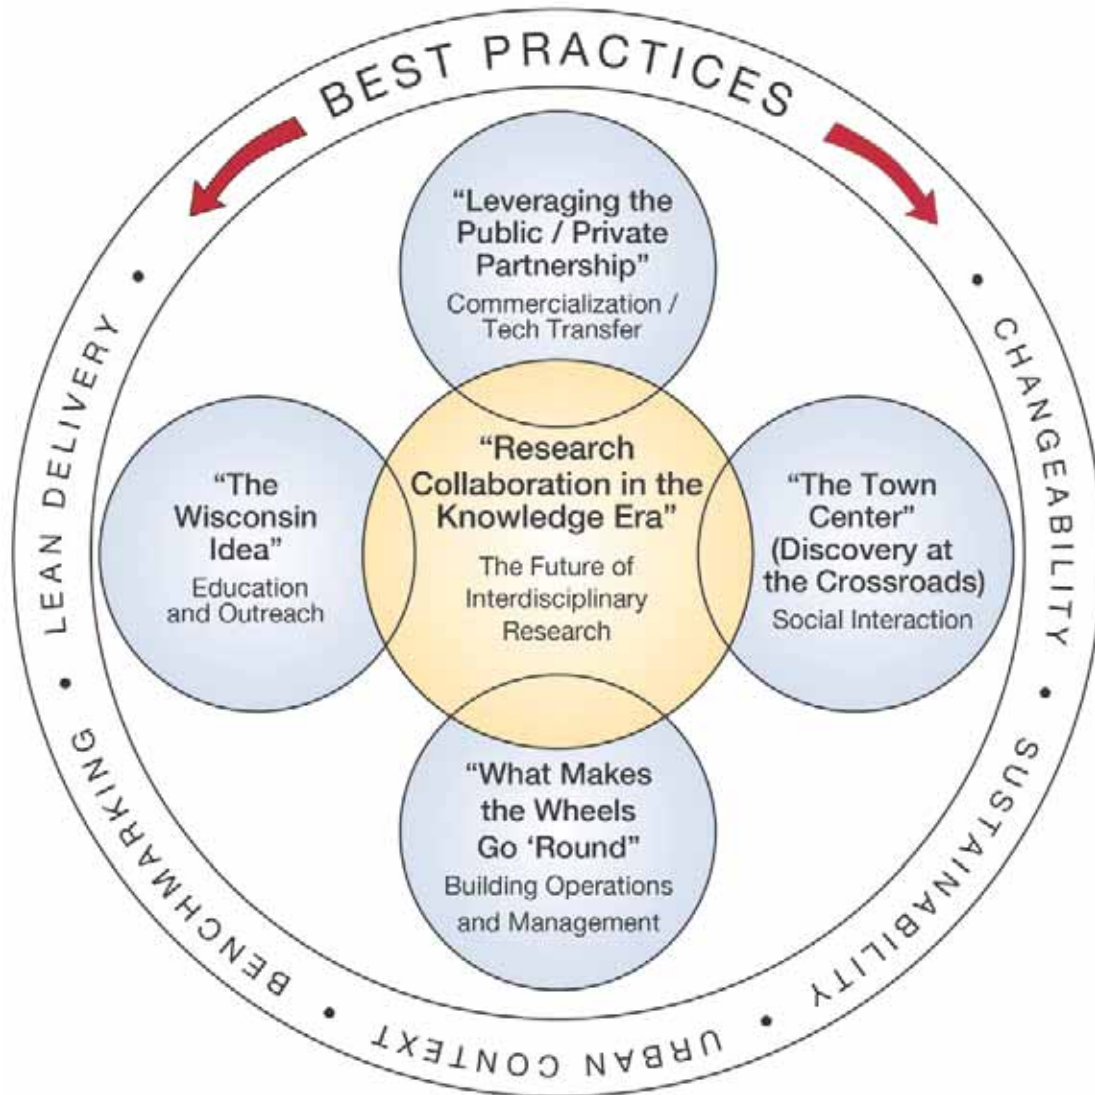 BEST PRACTICES
• CHANGEABILITY • SUSTAINABILITY • URBAN CONTEXT • BENCHMARKING • LEAN DELIVERY •
“Leveraging the
Public / Private
Partnership”
Commercialization /
Tech Transfer
“The
Wisconsin
Idea”
Education
and Outreach
“Research
Collaboration in the
Knowledge Era”
The Future of
Interdisciplinary
Research
“The Town
Center”
(Discovery at
the Crossroads)
Social Interaction
“What Makes
the Wheels
Go ‘Round”
Building Operations
and Management